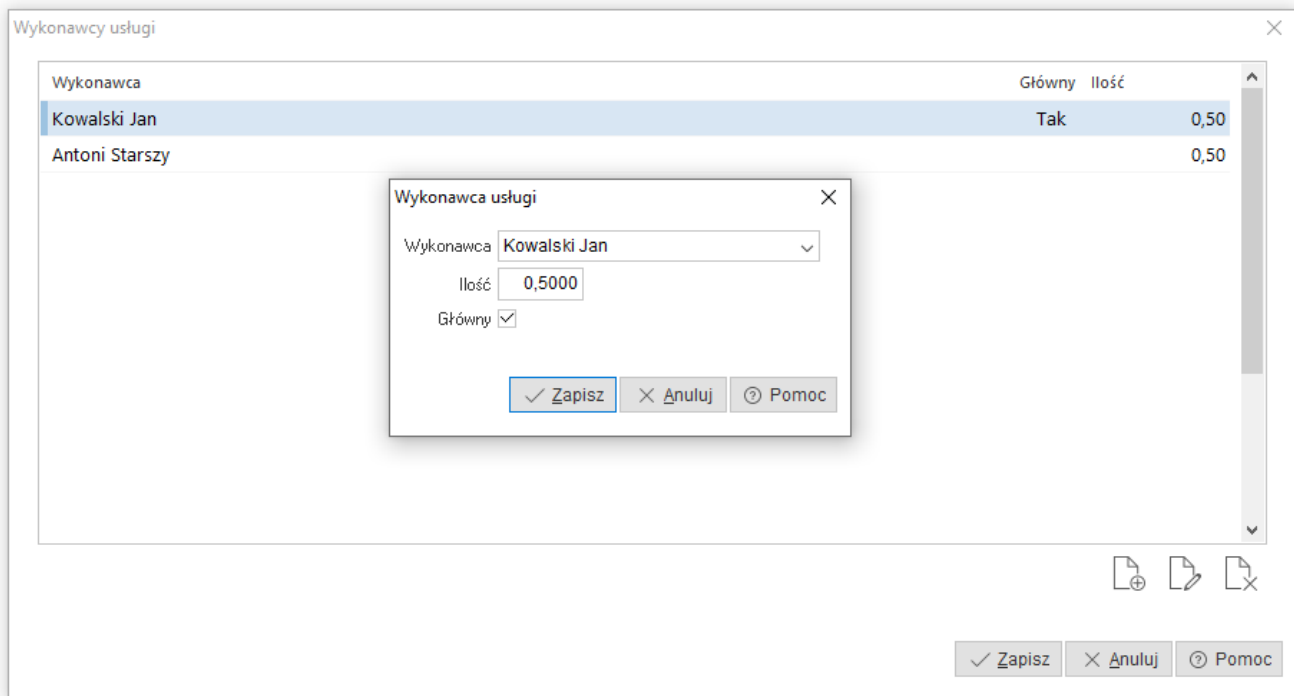 Wykonawcy usługi
Wykonawca Główny Ilość
Kowalski Jan Tak 0,50
Antoni Starszy 0,50
Wykonawca usługi
Wykonawca Kowalski Jan
Ilość 0,5000
Główny
Zapisz Anuluj Pomoc
Zapisz Anuluj Pomoc